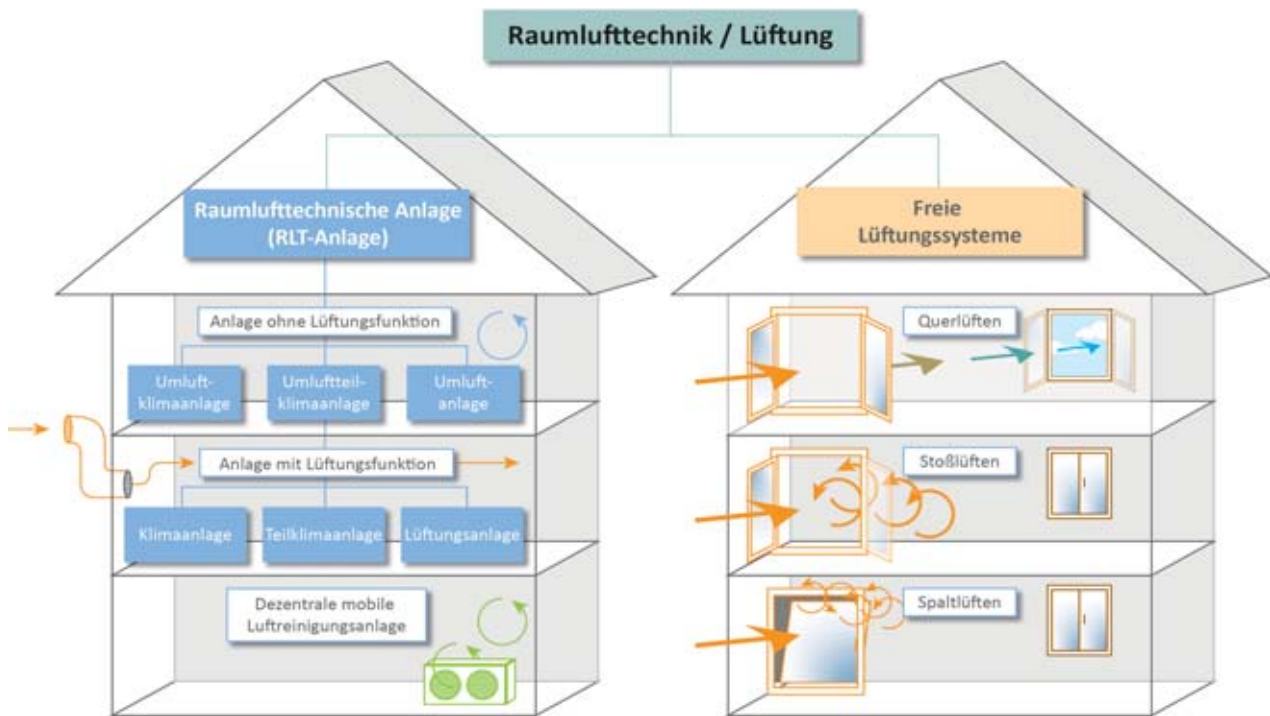 Raumlufttechnik / Lüftung
Raumlufttechnische Anlage
(RLT-Anlage)
Anlage ohne Lüftungsfunktion
Umluft-
klimaanlage
Umluftteil-
klimaanlage
Umluft-
anlage
Anlage mit Lüftungsfunktion
Klimaanlage
Teilklimaanlage
Lüftungsanlage
Dezentrale mobile
Luftreinigungsanlage
Freie
Lüftungssysteme
Querlüften
Stoßlüften
Spaltlüften